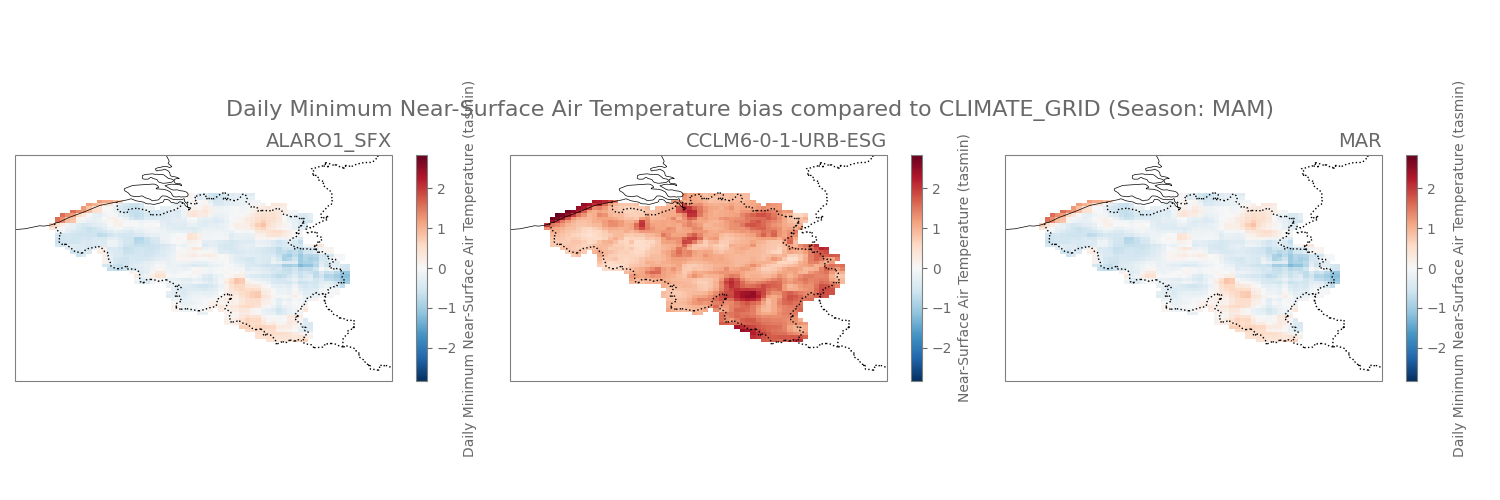 Daily Minimum Near-Surface Air Temperature bias compared to CLIMATE_GRID (Season: MAM)
ALARO1_SFX
2
1
0
−1
−2
Daily Minimum Near-Surface Air Temperature (tasmin)
CCLM6-0-1-URB-ESG
2
1
0
−1
−2
Near-Surface Air Temperature (tasmin)
MAR
2
1
0
−1
−2
Daily Minimum Near-Surface Air Temperature (tasmin)